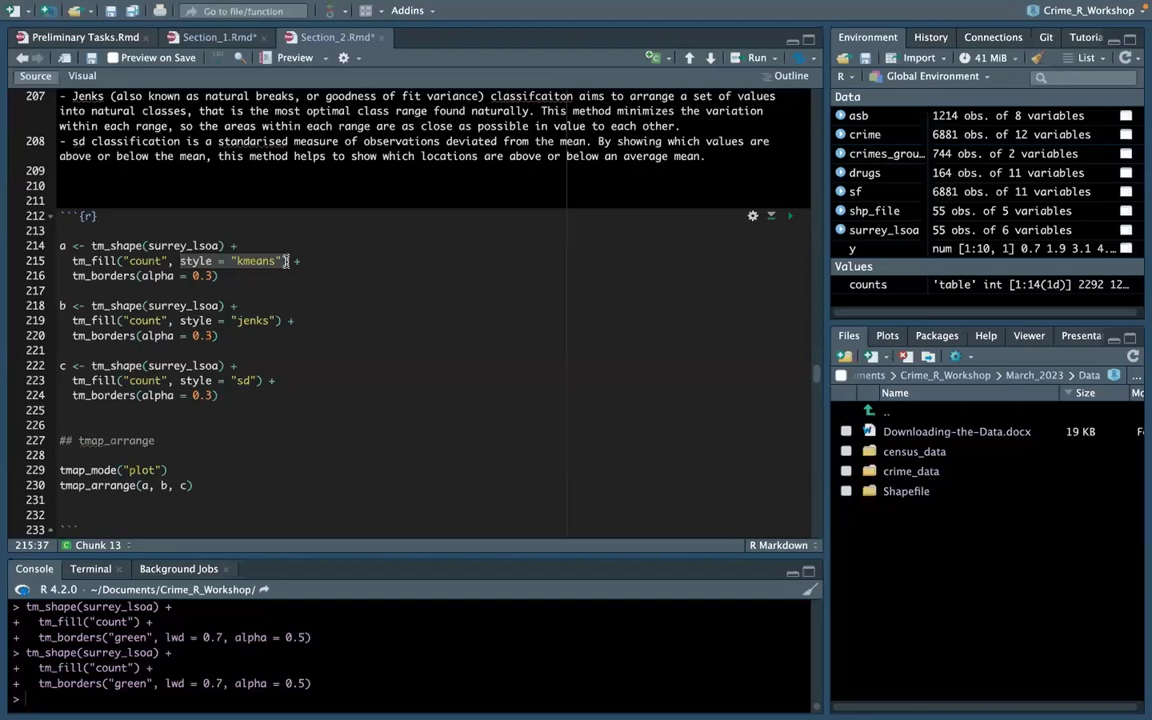 Go to file/function
Addins
Crime_R_Workshop
Preliminary Tasks.Rmd
Section_1.Rmd*
Section_2.Rmd*
Preview on Save
Preview
Run
Source
Visual
Outline
207 - Jenks (also known as natural breaks, or goodness of fit variance) classifcaiton aims to arrange a set of values
into natural classes, that is the most optimal class range found naturally. This method minimizes the variation
within each range, so the areas within each range are as close as possible in value to each other.
208 - sd classification is a standarised measure of observations deviated from the mean. By showing which values are
above or below the mean, this method helps to show which locations are above or below an average mean.
209
210
211
212 ```{r}
213
214 a <- tm_shape(surrey_lsoa) +
215 tm_fill("count", style = "kmeans") +
216 tm_borders(alpha = 0.3)
217
218 b <- tm_shape(surrey_lsoa) +
219 tm_fill("count", style = "jenks") +
220 tm_borders(alpha = 0.3)
221
222 c <- tm_shape(surrey_lsoa) +
223 tm_fill("count", style = "sd") +
224 tm_borders(alpha = 0.3)
225
226
227 ## tmap_arrange
228
229 tmap_mode("plot")
230 tmap_arrange(a, b, c)
231
232
233 ```
215:37 C Chunk 13
R Markdown
Console
Terminal
Background Jobs
R 4.2.0 · ~/Documents/Crime_R_Workshop/
> tm_shape(surrey_lsoa) +
+ tm_fill("count") +
+ tm_borders("green", lwd = 0.7, alpha = 0.5)
> tm_shape(surrey_lsoa) +
+ tm_fill("count") +
+ tm_borders("green", lwd = 0.7, alpha = 0.5)
>
Environment
History
Connections
Git
Tutoria
Import
41 MiB
List
R
Global Environment
Data
asb 1214 obs. of 8 variables
crime 6881 obs. of 12 variables
crimes_grou… 744 obs. of 2 variables
drugs 164 obs. of 11 variables
sf 6881 obs. of 11 variables
shp_file 55 obs. of 5 variables
surrey_lsoa 55 obs. of 6 variables
y num [1:10, 1] 0.7 1.9 3.1 4.…
Values
counts 'table' int [1:14(1d)] 2292 12…
Files
Plots
Packages
Help
Viewer
Presenta
ments
Crime_R_Workshop
March_2023
Data
...
Name
Size
Mo
..
Downloading-the-Data.docx 19 KB
census_data
crime_data
Shapefile